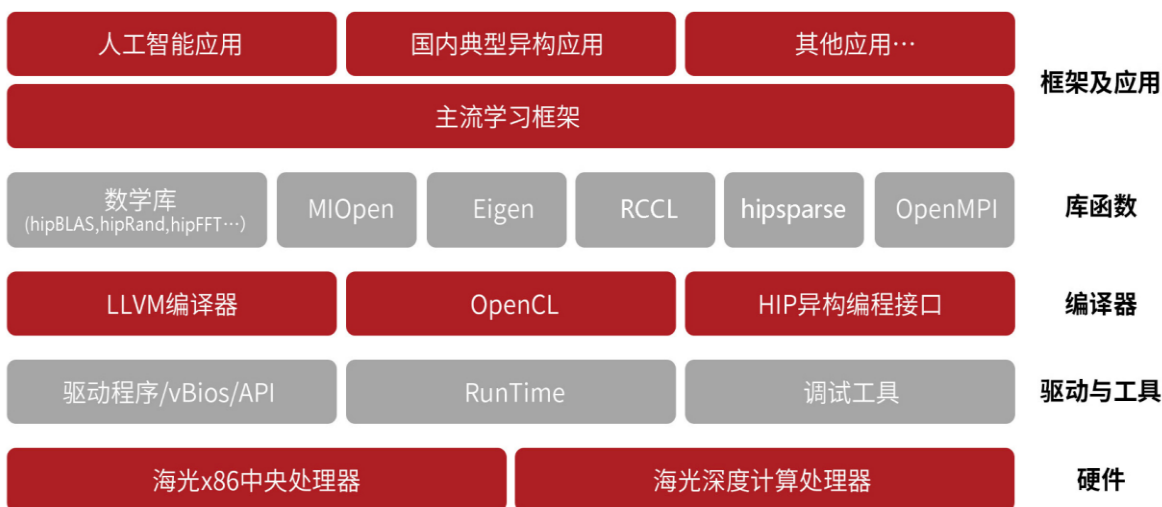 人工智能应用
国内典型异构应用
其他应用…
框架及应用
主流学习框架
数学库
(hipBLAS,hipRand,hipFFT…)
MIOpen
Eigen
RCCL
hipsparse
OpenMPI
库函数
LLVM编译器
OpenCL
HIP异构编程接口
编译器
驱动程序/vBios/API
RunTime
调试工具
驱动与工具
海光x86中央处理器
海光深度计算处理器
硬件